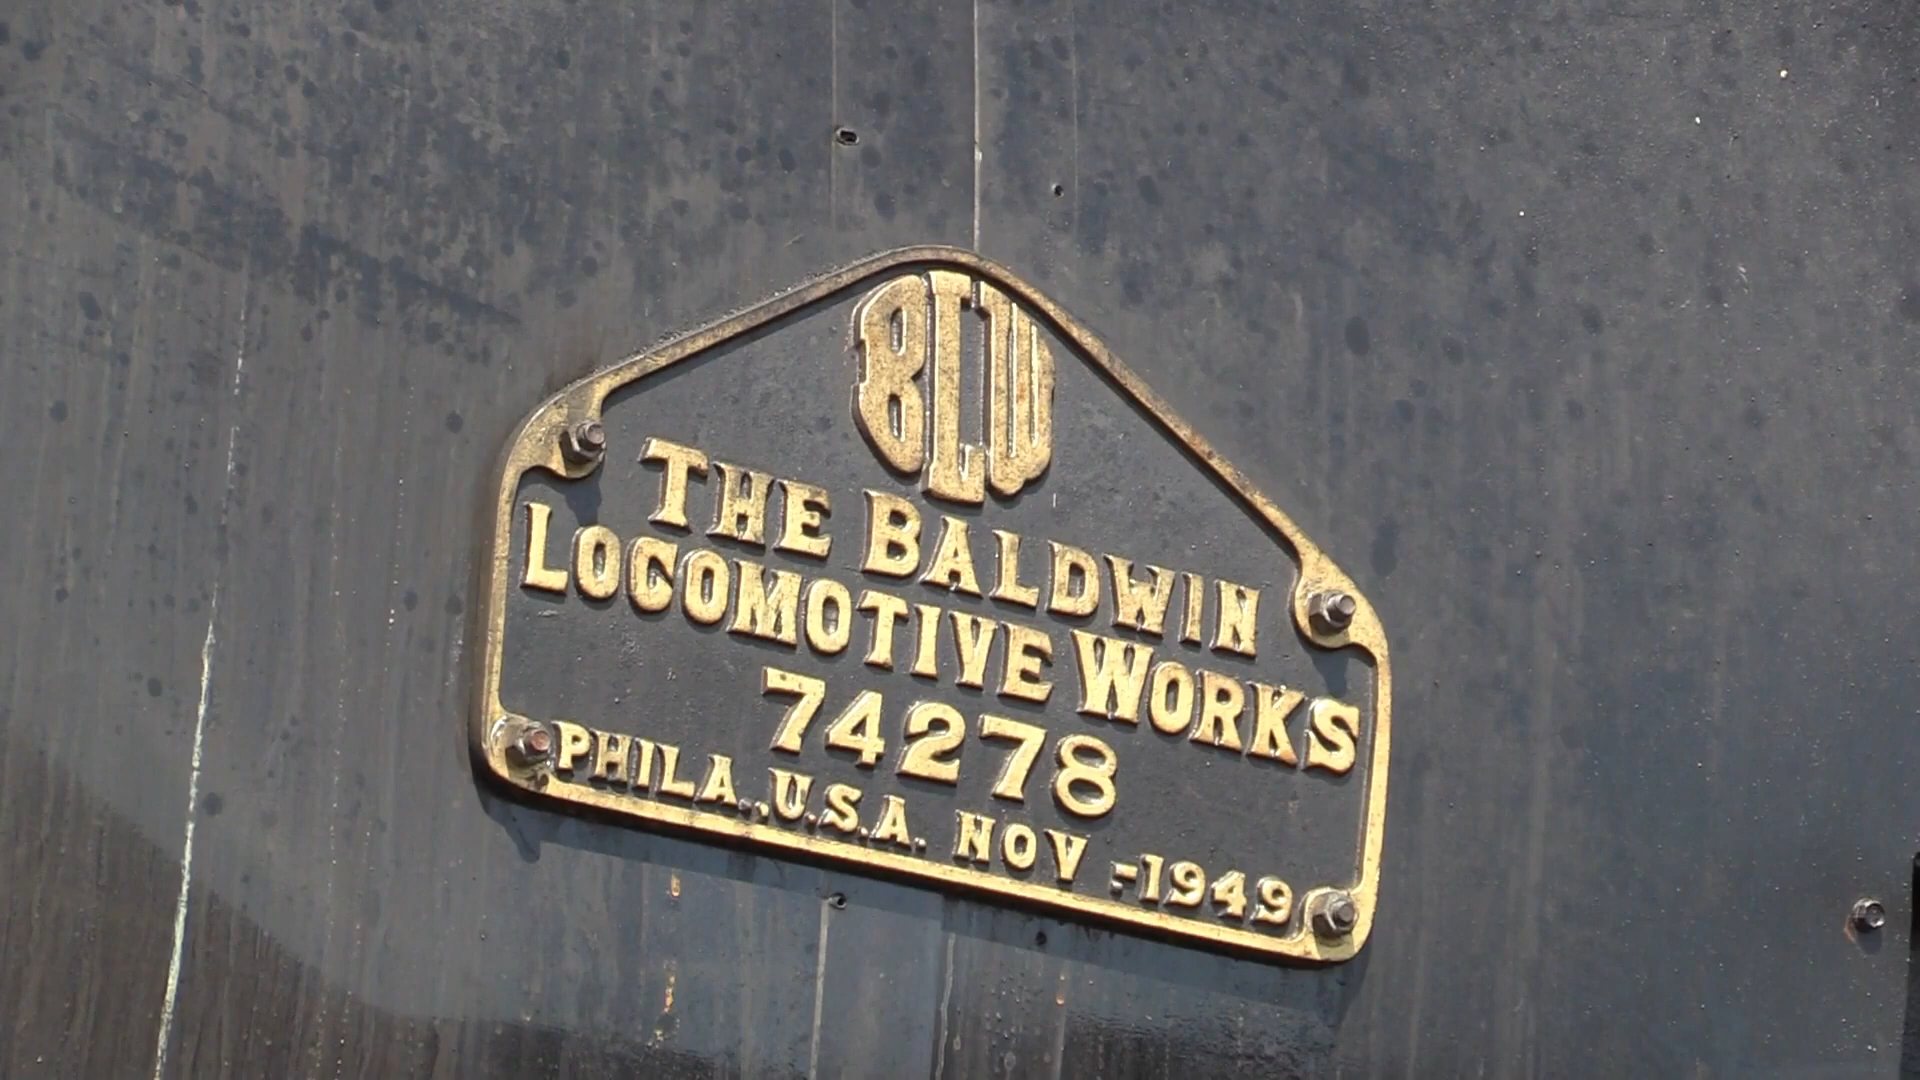 BLW
THE BALDWIN
LOCOMOTIVE WORKS
74278
PHILA., U.S.A. NOV -1949